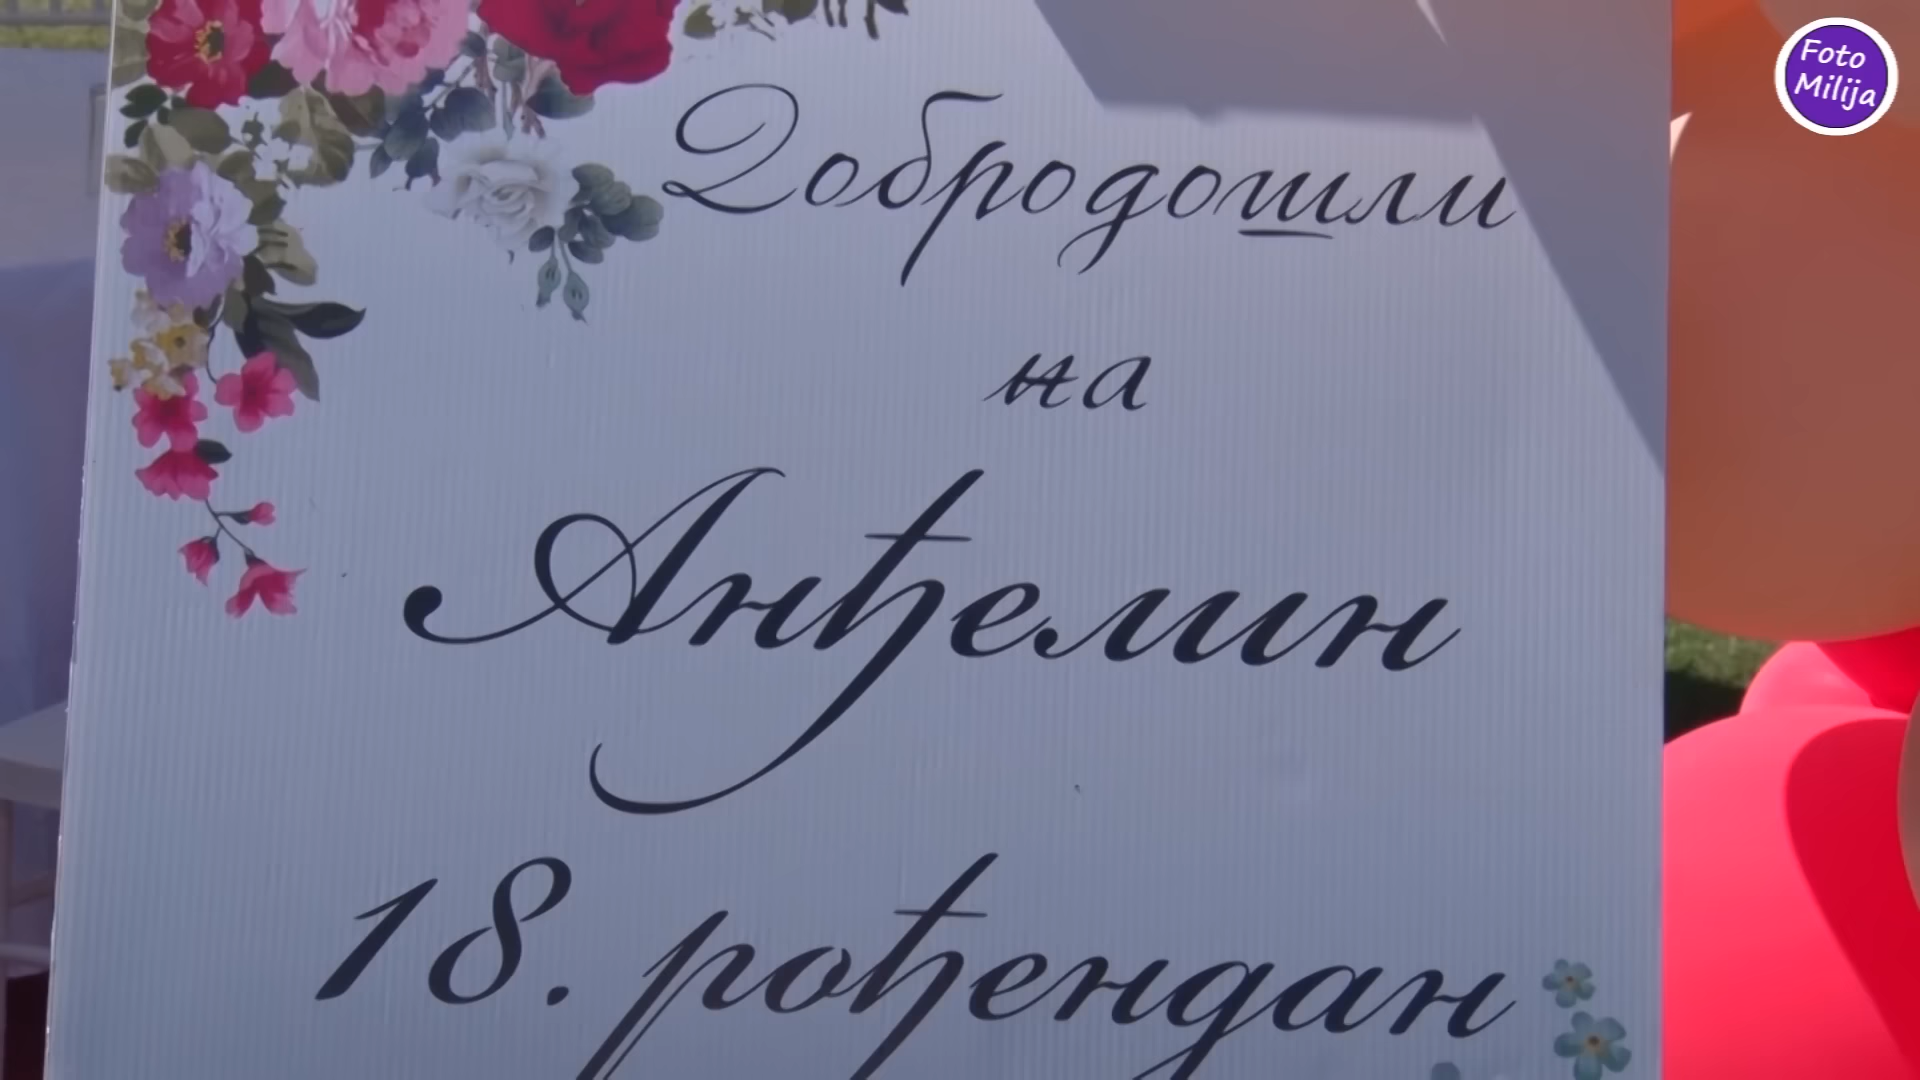 Foto
Milija
Добродошли
на
Анђелин
18. рођендан